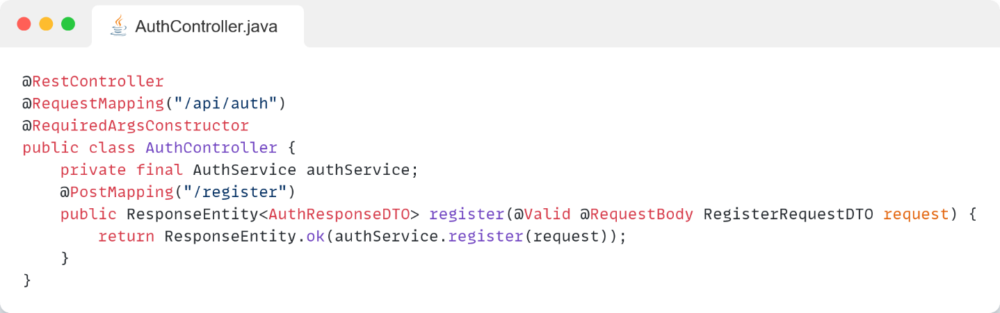 AuthController.java
@RestController
@RequestMapping("/api/auth")
@RequiredArgsConstructor
public class AuthController {
    private final AuthService authService;
    @PostMapping("/register")
    public ResponseEntity<AuthResponseDTO> register(@Valid @RequestBody RegisterRequestDTO request) {
        return ResponseEntity.ok(authService.register(request));
    }
}